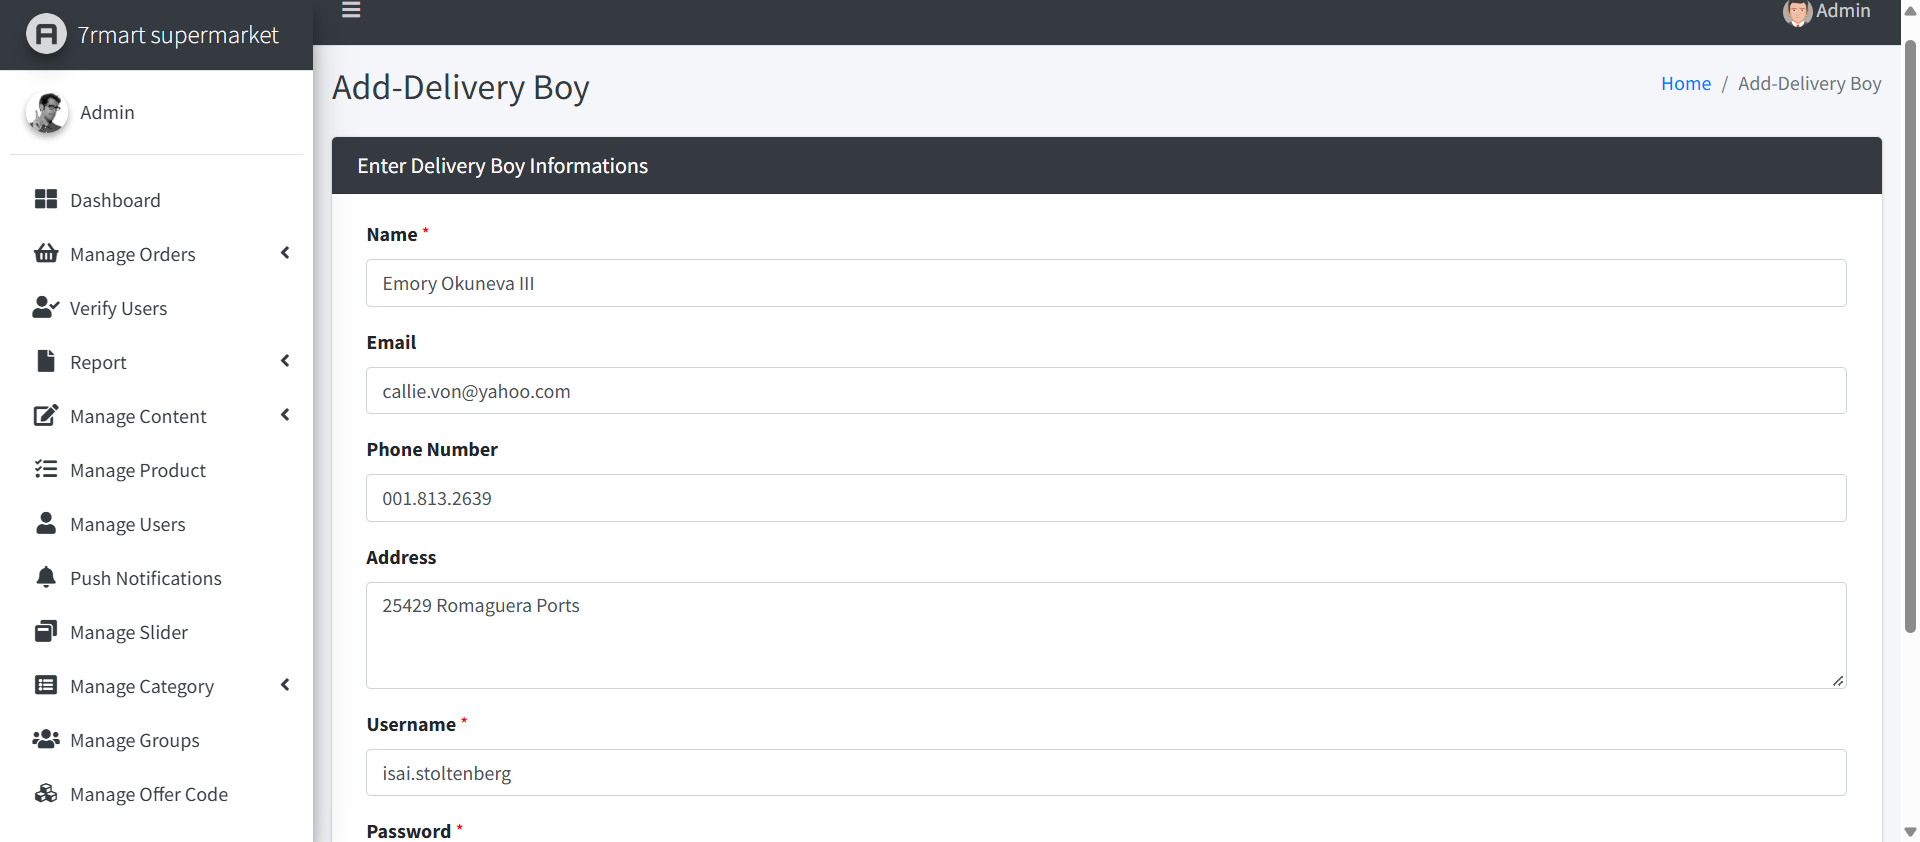 7rmart supermarket
Admin
Admin
Dashboard
Manage Orders
Verify Users
Report
Manage Content
Manage Product
Manage Users
Push Notifications
Manage Slider
Manage Category
Manage Groups
Manage Offer Code
Add-Delivery Boy
Home / Add-Delivery Boy
Enter Delivery Boy Informations
Name *
Emory Okuneva III
Email
callie.von@yahoo.com
Phone Number
001.813.2639
Address
25429 Romaguera Ports
Username *
isai.stoltenberg
Password *